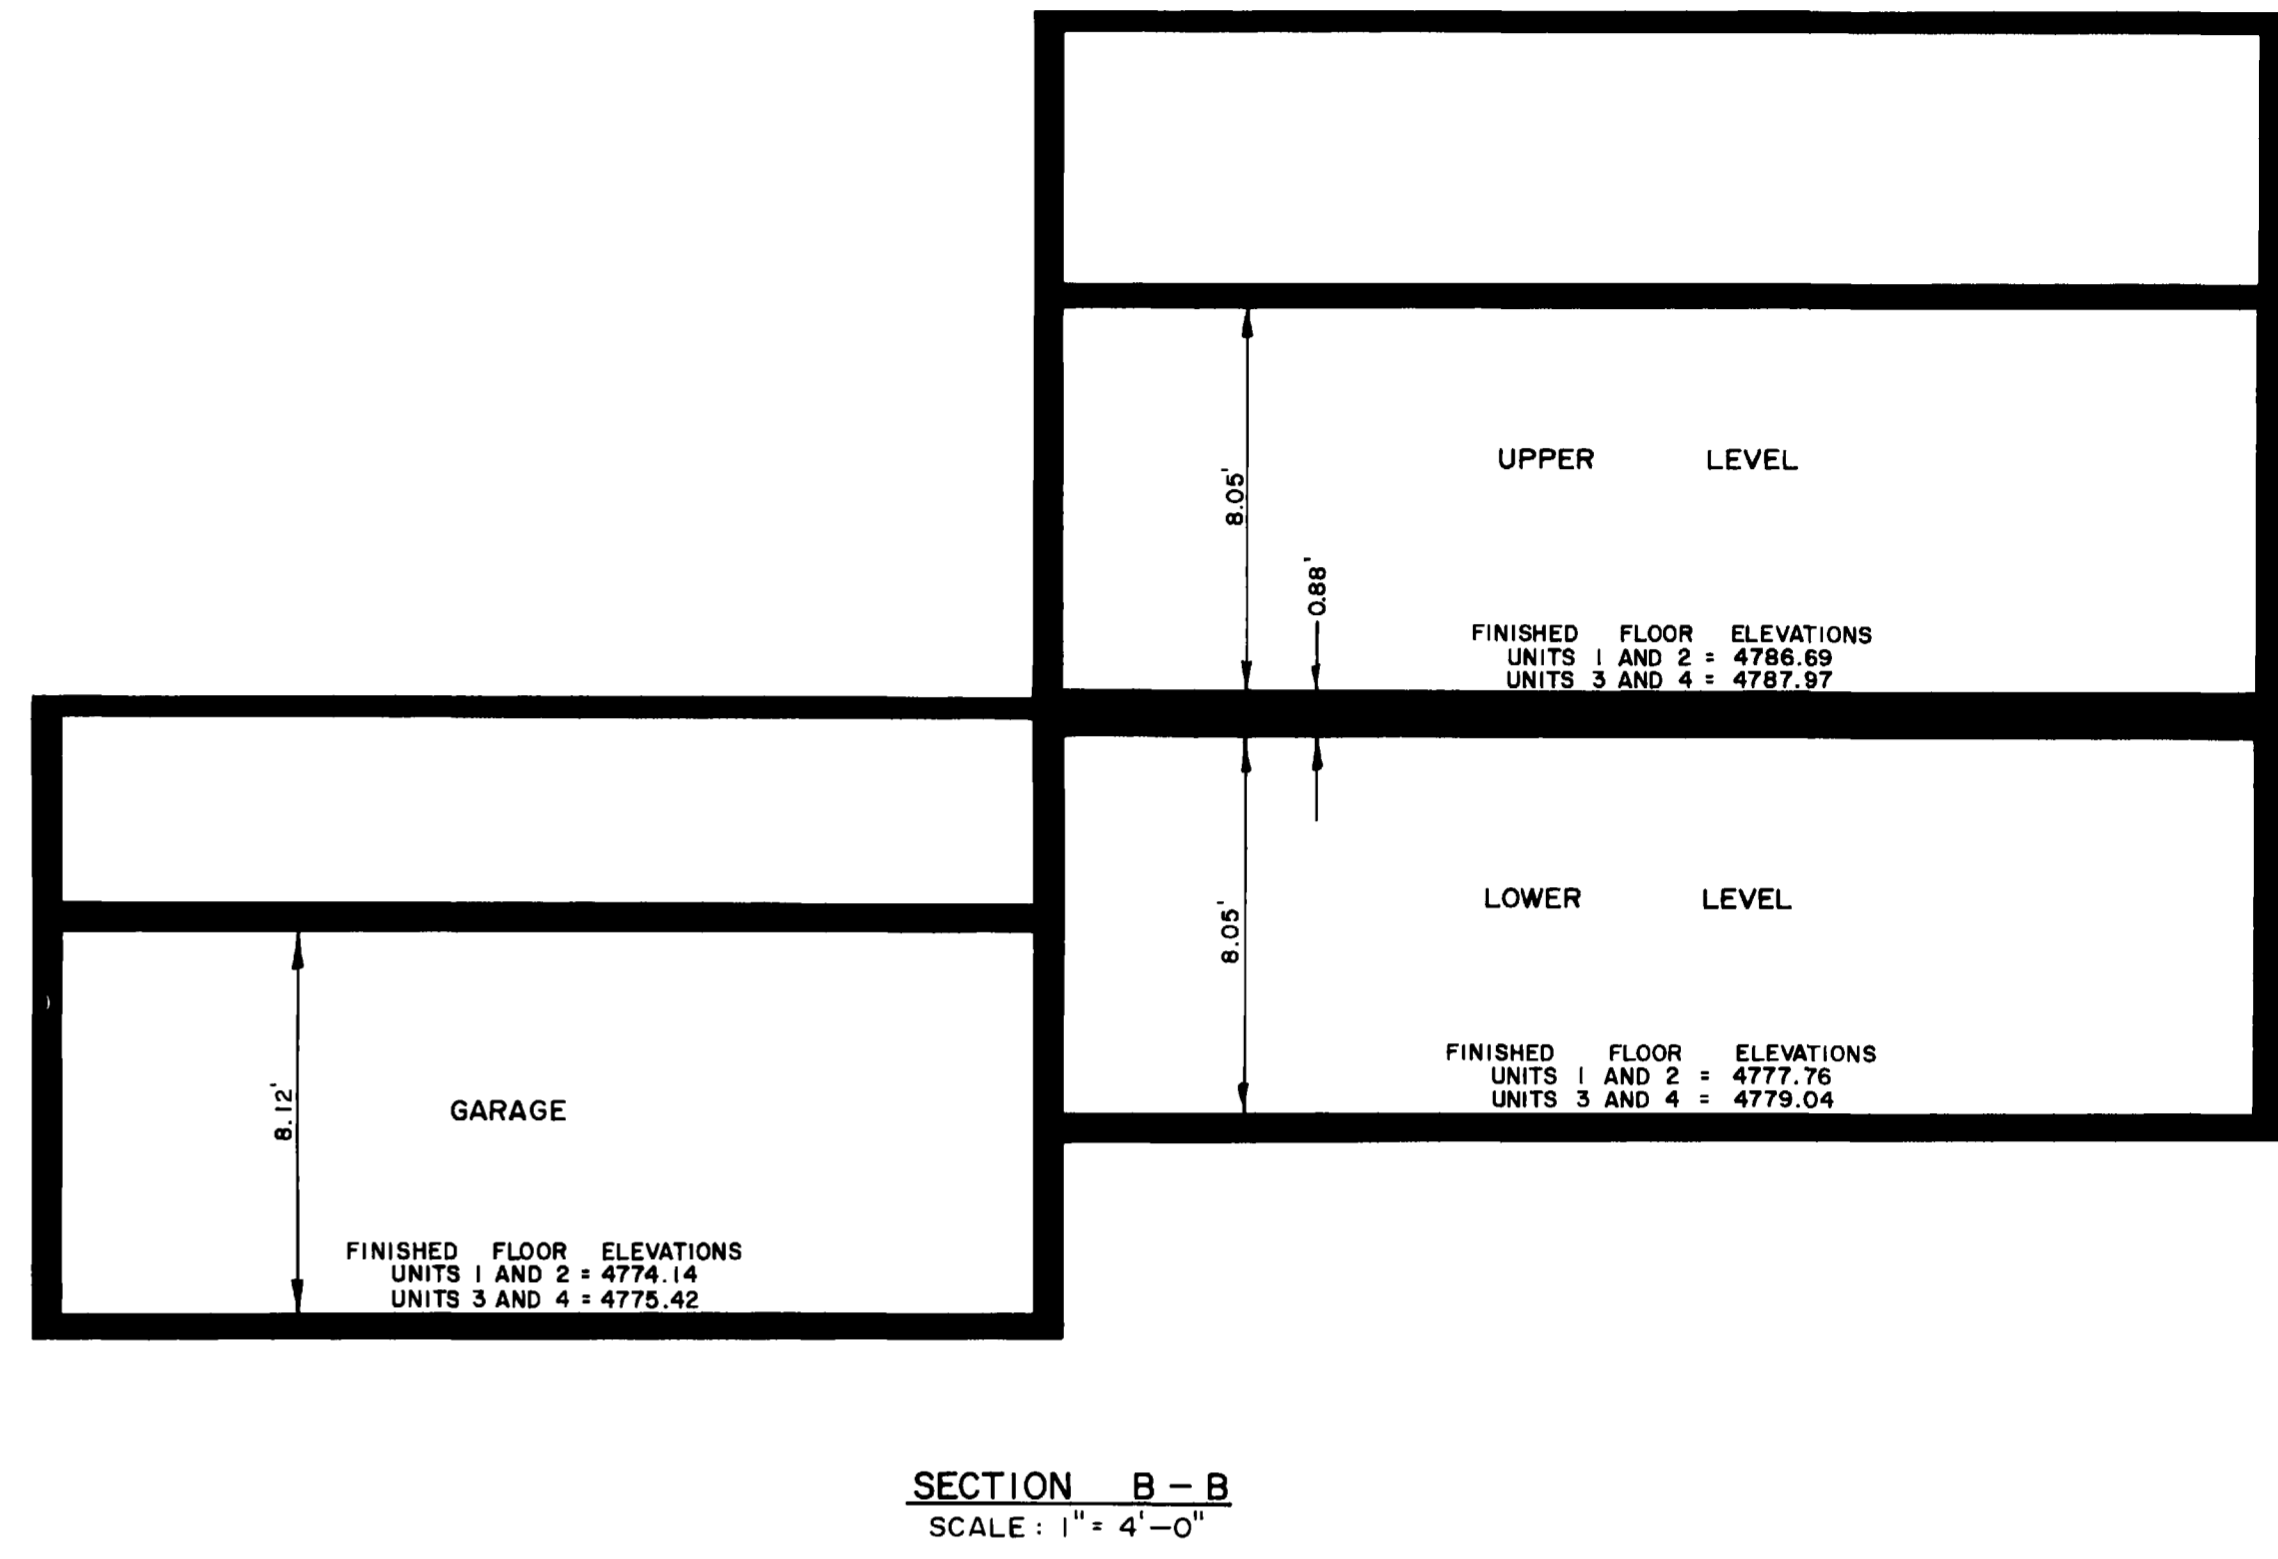 8.05'
UPPER LEVEL
0.88'
FINISHED FLOOR ELEVATIONS
UNITS 1 AND 2 = 4786.69
UNITS 3 AND 4 = 4787.97
8.05'
LOWER LEVEL
FINISHED FLOOR ELEVATIONS
UNITS 1 AND 2 = 4777.76
UNITS 3 AND 4 = 4779.04
8.12'
GARAGE
FINISHED FLOOR ELEVATIONS
UNITS 1 AND 2 = 4774.14
UNITS 3 AND 4 = 4775.42
SECTION B – B
SCALE : 1" = 4'–0"